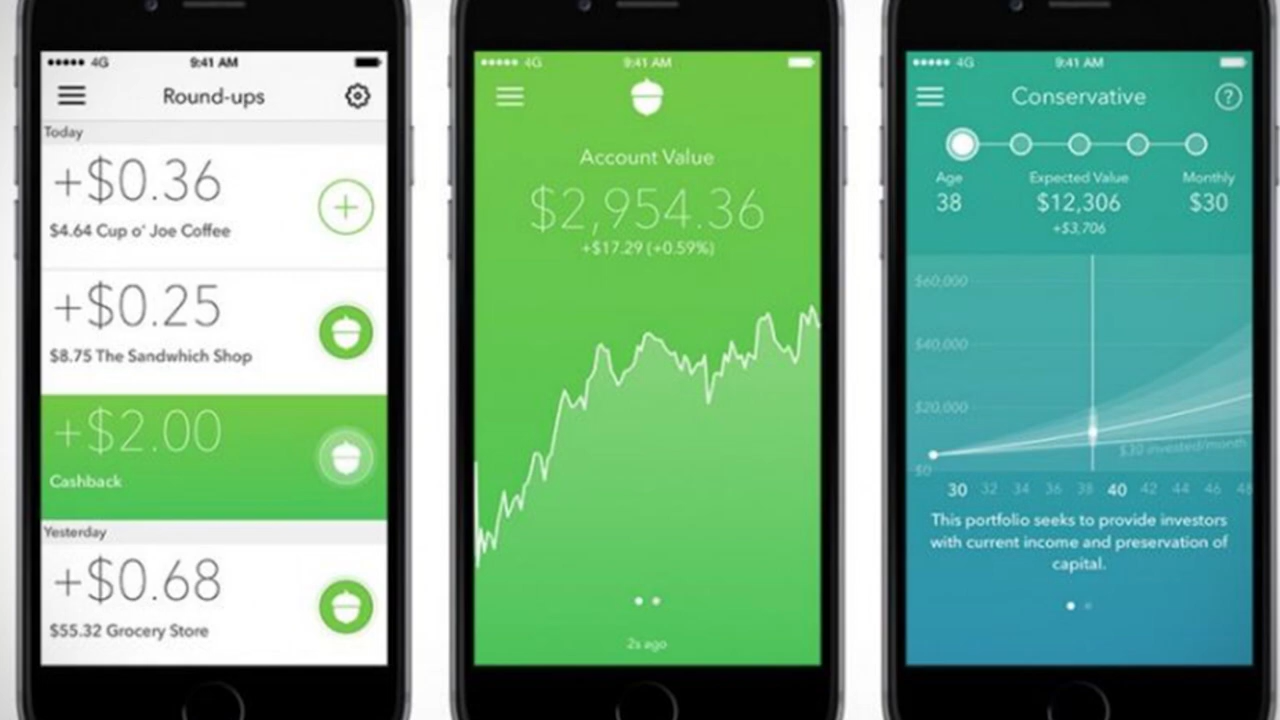 4G 9:41 AM
Round-ups
Today
+$0.36
$4.64 Cup o' Joe Coffee
+$0.25
$8.75 The Sandwhich Shop
+$2.00
Cashback
Yesterday
+$0.68
$55.32 Grocery Store
4G 9:41 AM
Account Value
$2,954.36
+$17.29 (+0.59%)
2s ago
4G 9:41 AM
Conservative ?
Age Expected Value Monthly
38 $12,306 $30
+$3,706
$60,000
$40,000
$20,000
$30 invested/month
$0
30 32 34 36 38 40 42 44 46 48
This portfolio seeks to provide investors
with current income and preservation of
capital.